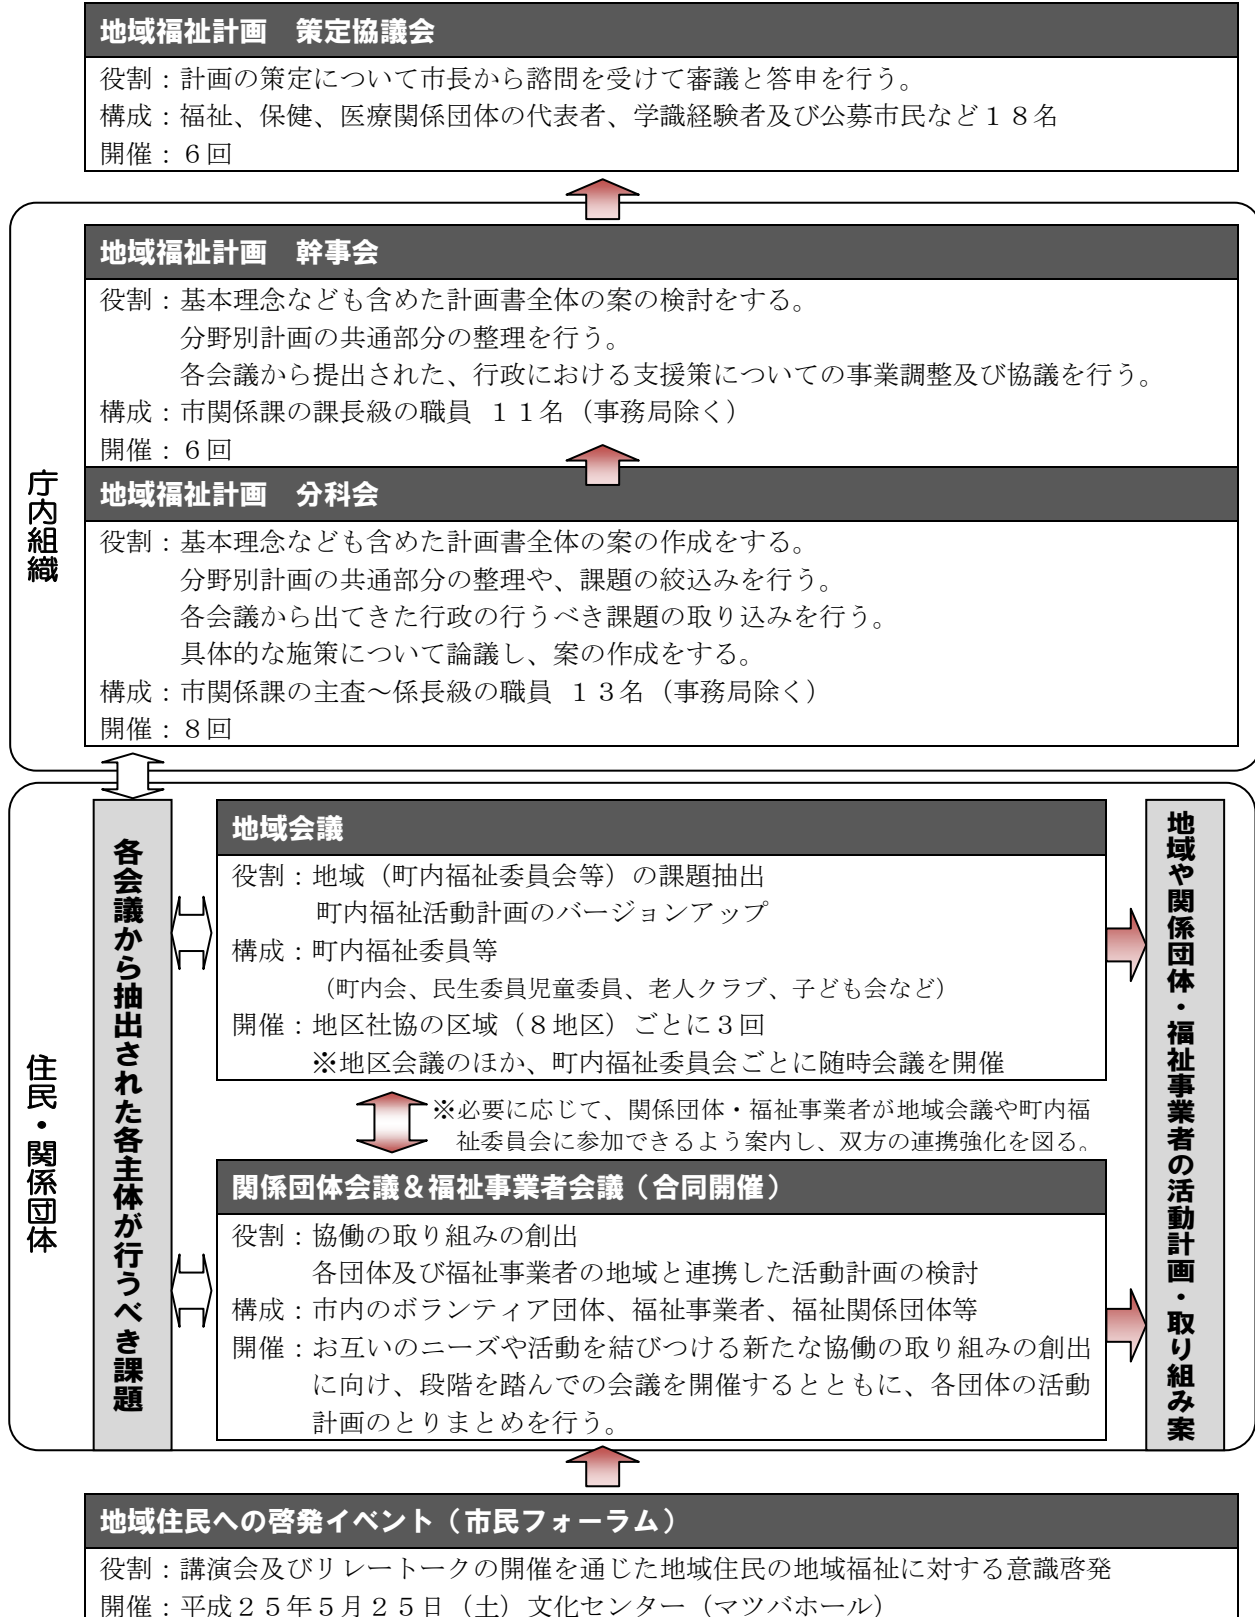 地域福祉計画　策定協議会
役割：計画の策定について市長から諮問を受けて審議と答申を行う。
構成：福祉、保健、医療関係団体の代表者、学識経験者及び公募市民など１８名
開催：６回
庁内組織
地域福祉計画　幹事会
役割：基本理念なども含めた計画書全体の案の検討をする。
分野別計画の共通部分の整理を行う。
各会議から提出された、行政における支援策についての事業調整及び協議を行う。
構成：市関係課の課長級の職員　１１名（事務局除く）
開催：６回
地域福祉計画　分科会
役割：基本理念なども含めた計画書全体の案の作成をする。
分野別計画の共通部分の整理や、課題の絞込みを行う。
各会議から出てきた行政の行うべき課題の取り込みを行う。
具体的な施策について論議し、案の作成をする。
構成：市関係課の主査～係長級の職員　１３名（事務局除く）
開催：８回
住民・関係団体
各会議から抽出された各主体が行うべき課題
地域会議
役割：地域（町内福祉委員会等）の課題抽出
町内福祉活動計画のバージョンアップ
構成：町内福祉委員等
（町内会、民生委員児童委員、老人クラブ、子ども会など）
開催：地区社協の区域（８地区）ごとに３回
※地区会議のほか、町内福祉委員会ごとに随時会議を開催
※必要に応じて、関係団体・福祉事業者が地域会議や町内福
祉委員会に参加できるよう案内し、双方の連携強化を図る。
関係団体会議＆福祉事業者会議（合同開催）
役割：協働の取り組みの創出
各団体及び福祉事業者の地域と連携した活動計画の検討
構成：市内のボランティア団体、福祉事業者、福祉関係団体等
開催：お互いのニーズや活動を結びつける新たな協働の取り組みの創出
に向け、段階を踏んでの会議を開催するとともに、各団体の活動
計画のとりまとめを行う。
地域や関係団体・福祉事業者の活動計画・取り組み案
地域住民への啓発イベント（市民フォーラム）
役割：講演会及びリレートークの開催を通じた地域住民の地域福祉に対する意識啓発
開催：平成２５年５月２５日（土）文化センター（マツバホール）